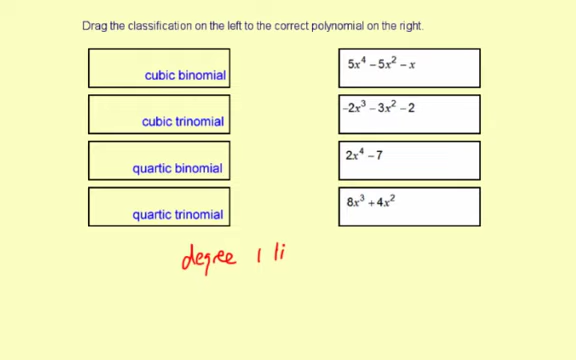 Drag the classification on the left to the correct polynomial on the right.
cubic binomial
5x⁴ − 5x² − x
cubic trinomial
−2x³ − 3x² − 2
quartic binomial
2x⁴ − 7
quartic trinomial
8x³ + 4x²
degree 1 li